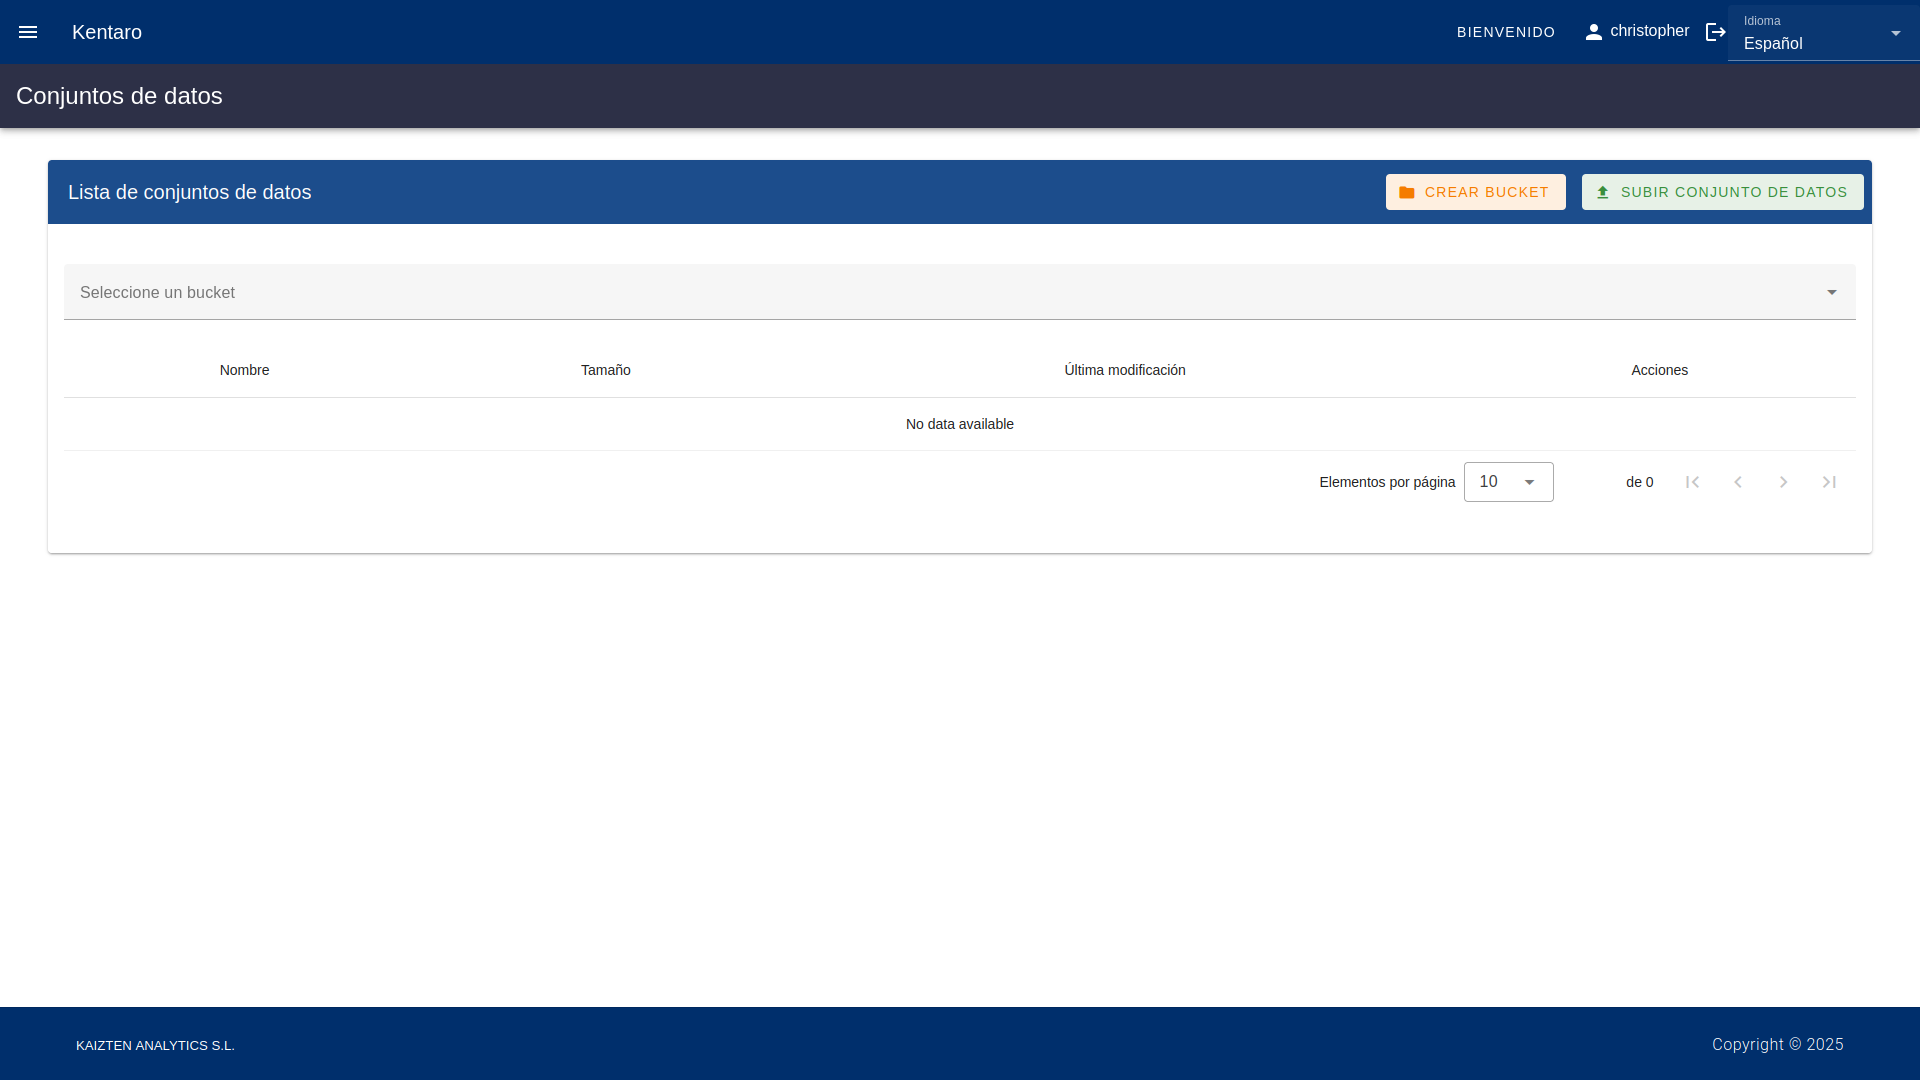 Kentaro
BIENVENIDO
christopher
Idioma
Español
Conjuntos de datos
Lista de conjuntos de datos
CREAR BUCKET
SUBIR CONJUNTO DE DATOS
Seleccione un bucket
Nombre
Tamaño
Última modificación
Acciones
No data available
Elementos por página
10
de 0
KAIZTEN ANALYTICS S.L.
Copyright © 2025